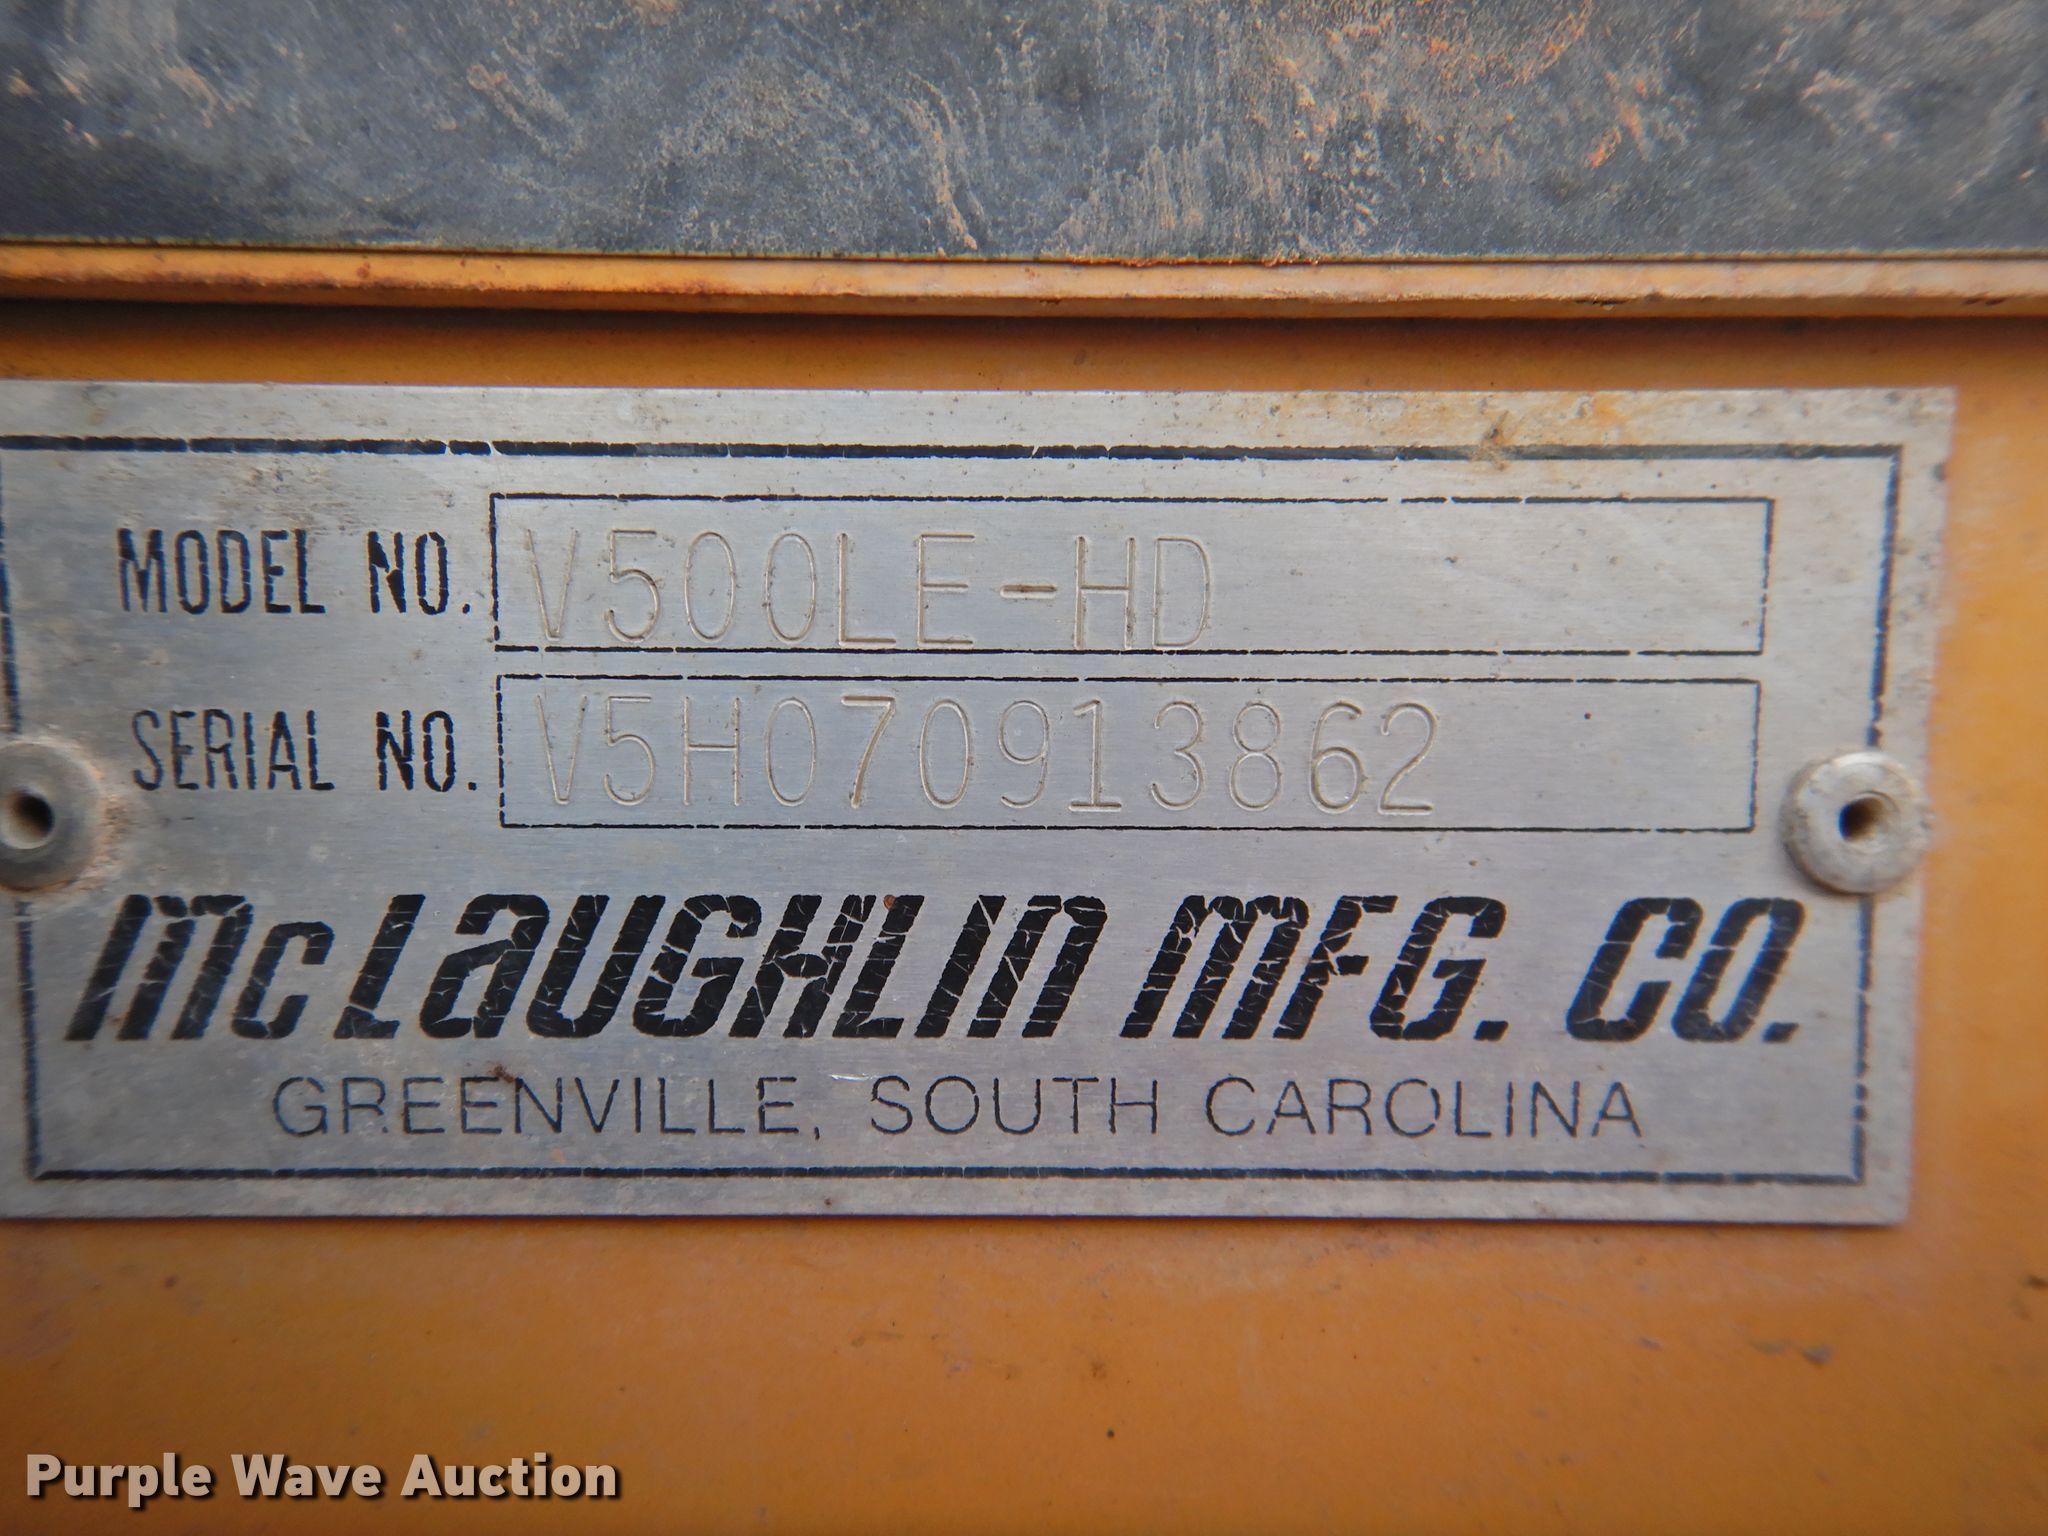 MODEL NO. V500LE-HD
SERIAL NO. V5H070913862
McLAUGHLIN MFG. CO.
GREENVILLE, SOUTH CAROLINA
Purple Wave Auction